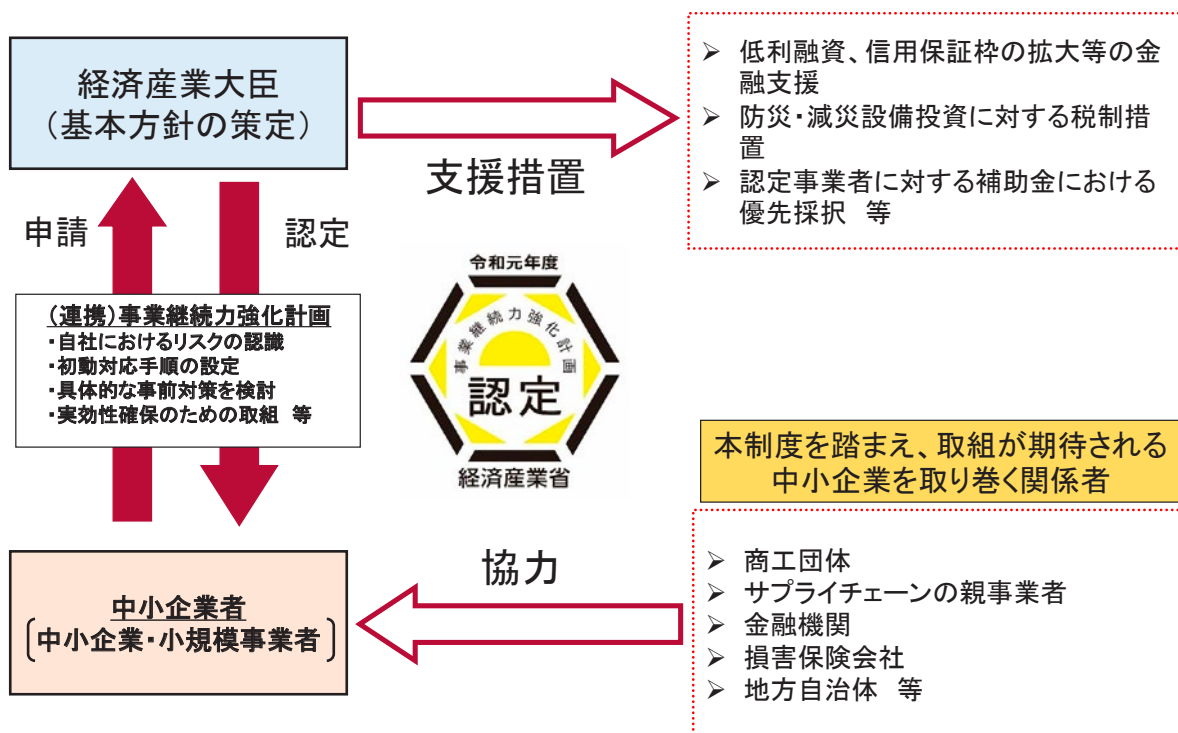 経済産業大臣
(基本方針の策定)
支援措置
➢ 低利融資、信用保証枠の拡大等の金
融支援
➢ 防災・減災設備投資に対する税制措
置
➢ 認定事業者に対する補助金における
優先採択 等
申請
認定
(連携)事業継続力強化計画
・自社におけるリスクの認識
・初動対応手順の設定
・具体的な事前対策を検討
・実効性確保のための取組 等
令和元年度
事業継続力強化計画
認定
経済産業省
本制度を踏まえ、取組が期待される
中小企業を取り巻く関係者
中小企業者
〔中小企業・小規模事業者〕
協力
➢ 商工団体
➢ サプライチェーンの親事業者
➢ 金融機関
➢ 損害保険会社
➢ 地方自治体 等